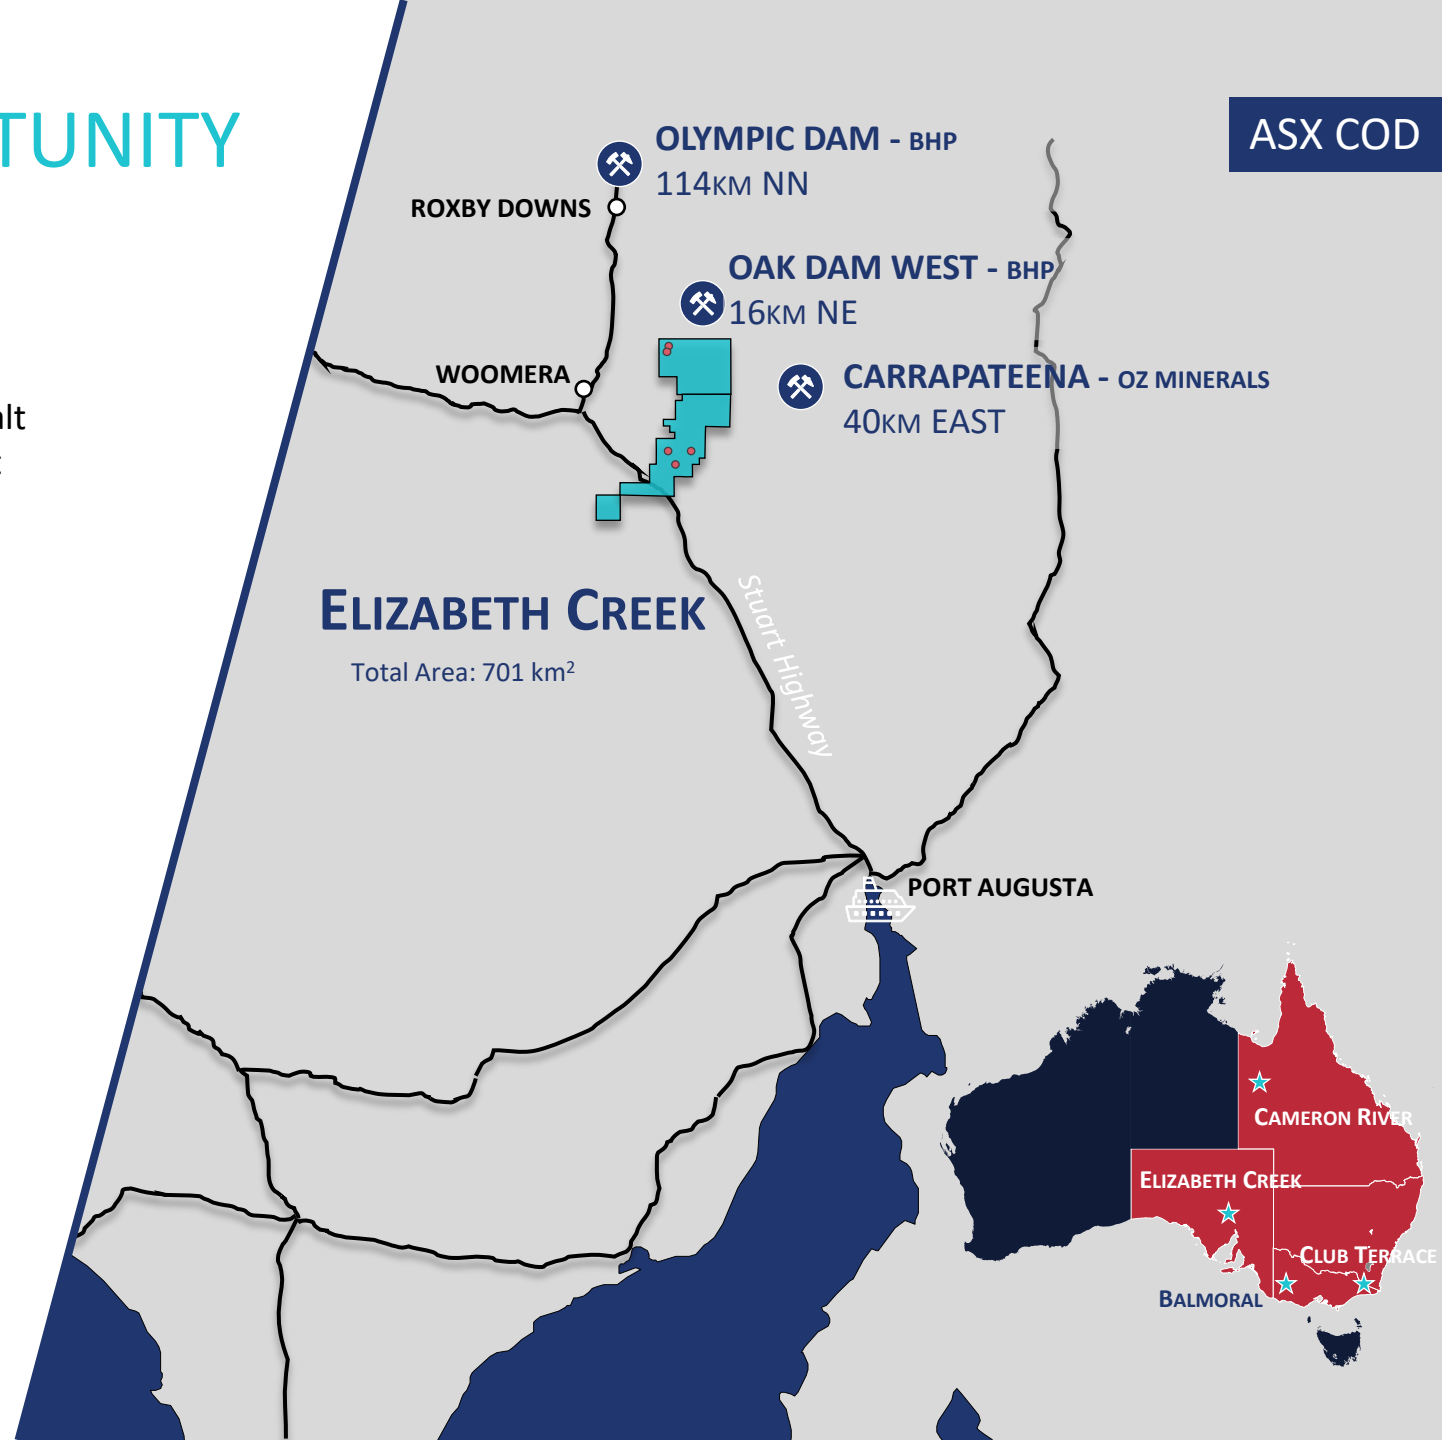 TUNITY
ASX COD
OLYMPIC DAM - BHP
114KM NN
ROXBY DOWNS
OAK DAM WEST - BHP
16KM NE
WOOMERA
CARRAPATEENA - OZ MINERALS
40KM EAST
alt
ELIZABETH CREEK
Total Area: 701 km²
Stuart Highway
PORT AUGUSTA
CAMERON RIVER
ELIZABETH CREEK
CLUB TERRACE
BALMORAL